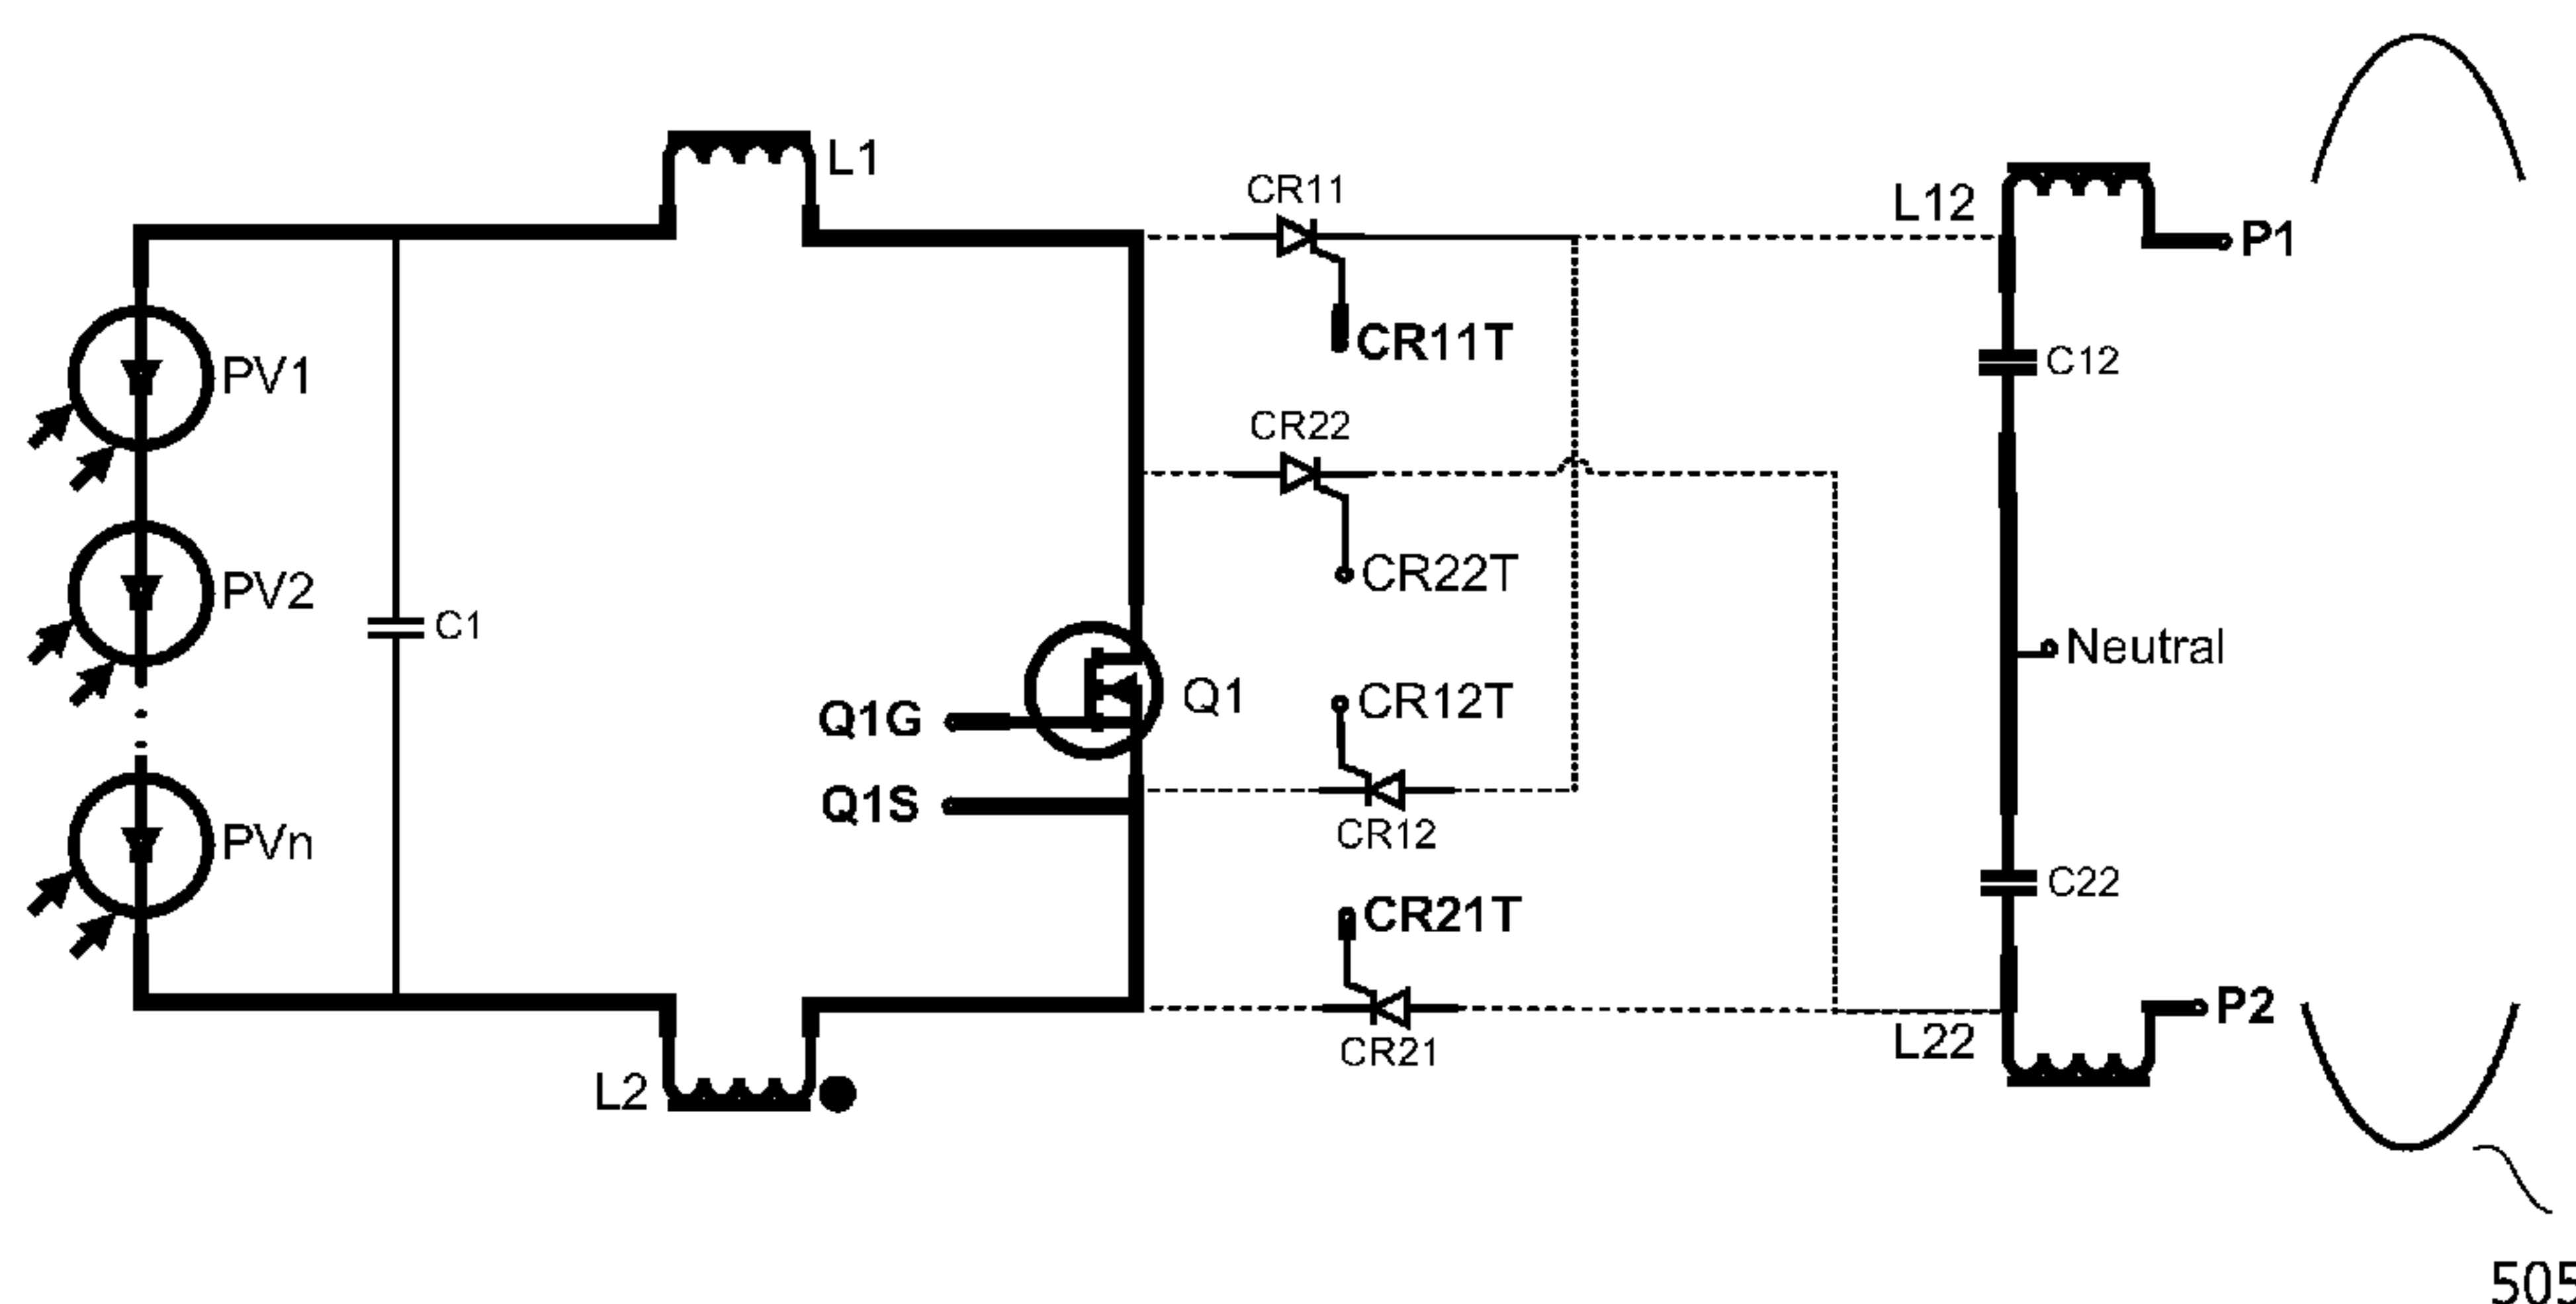 L1
CR11
L12
P1
CR11T
PV1
C12
CR22
CR22T
PV2
C1
Neutral
Q1
CR12T
Q1G
Q1S
CR12
PVn
C22
CR21T
P2
CR21
L22
L2
505